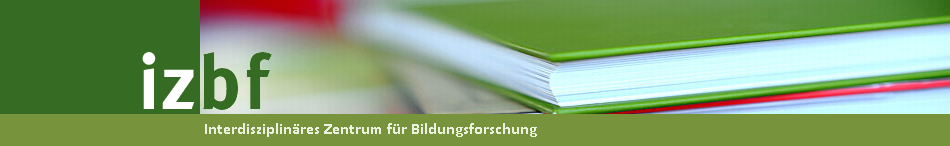 izbf
Interdisziplinäres Zentrum für Bildungsforschung